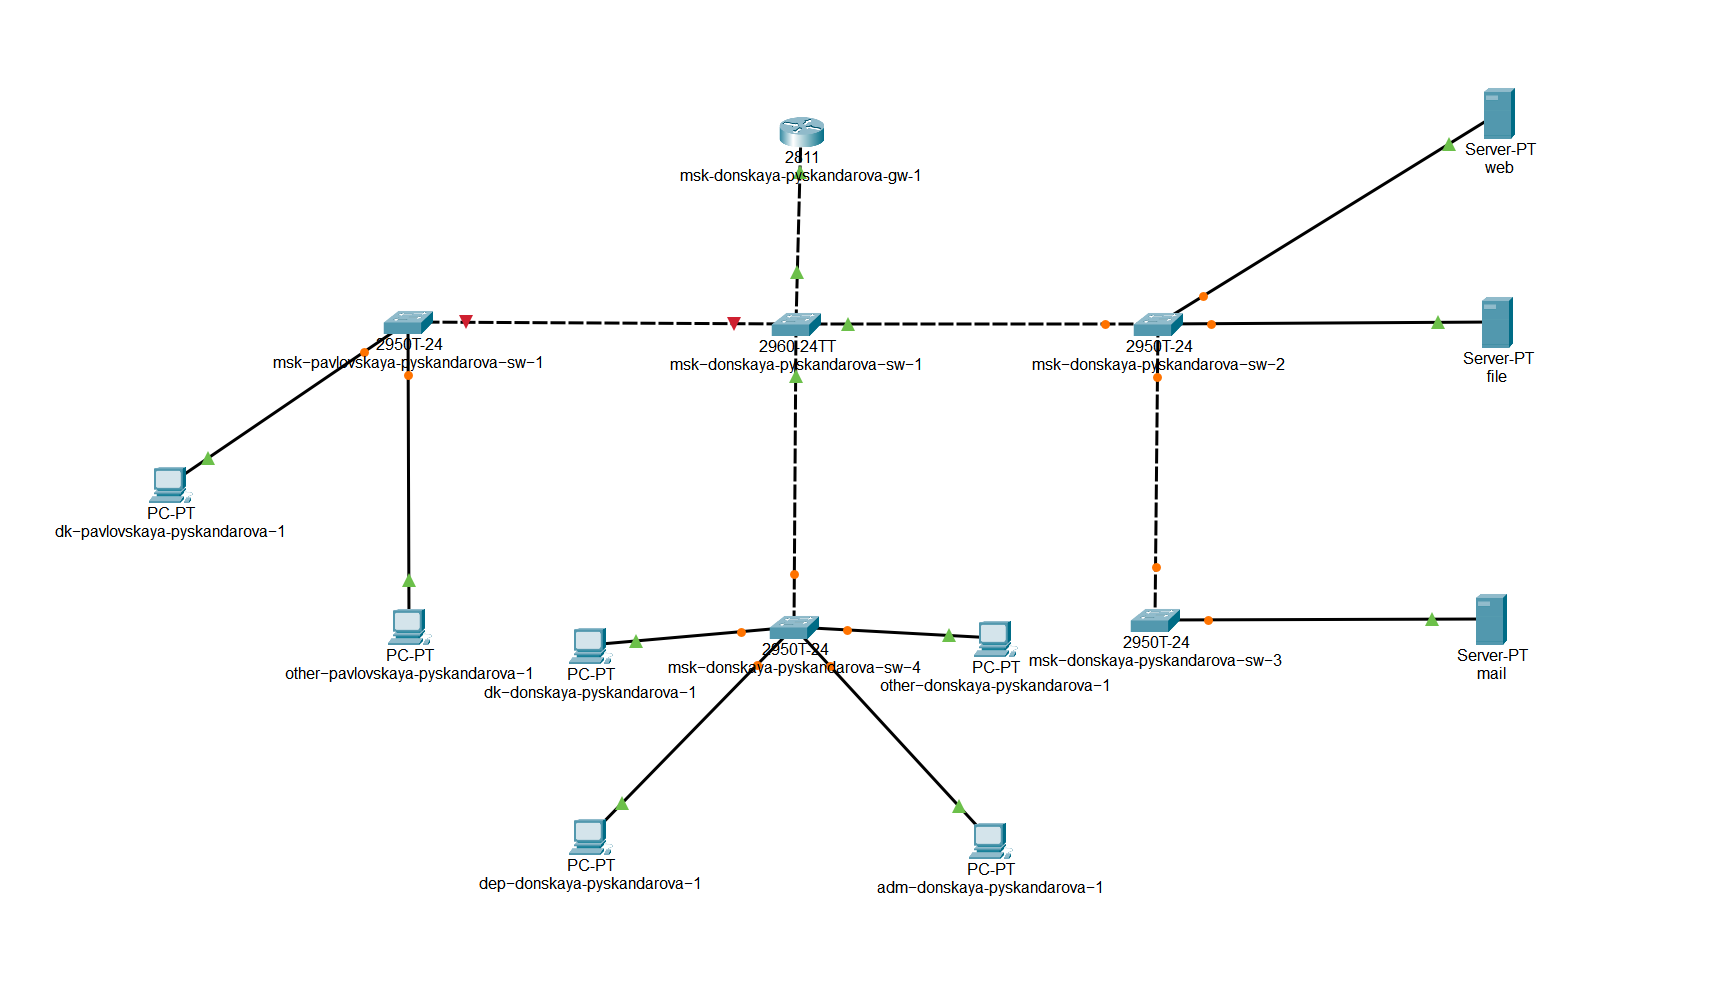 2811
msk-donskaya-pyskandarova-gw-1
Server-PT
web
2950T-24
msk-pavlovskaya-pyskandarova-sw-1
2960-24TT
msk-donskaya-pyskandarova-sw-1
2950T-24
msk-donskaya-pyskandarova-sw-2
Server-PT
file
PC-PT
dk-pavlovskaya-pyskandarova-1
PC-PT
other-pavlovskaya-pyskandarova-1
PC-PT
dk-donskaya-pyskandarova-1
2950T-24
msk-donskaya-pyskandarova-sw-4
PC-PT
other-donskaya-pyskandarova-1
2950T-24
msk-donskaya-pyskandarova-sw-3
Server-PT
mail
PC-PT
dep-donskaya-pyskandarova-1
PC-PT
adm-donskaya-pyskandarova-1